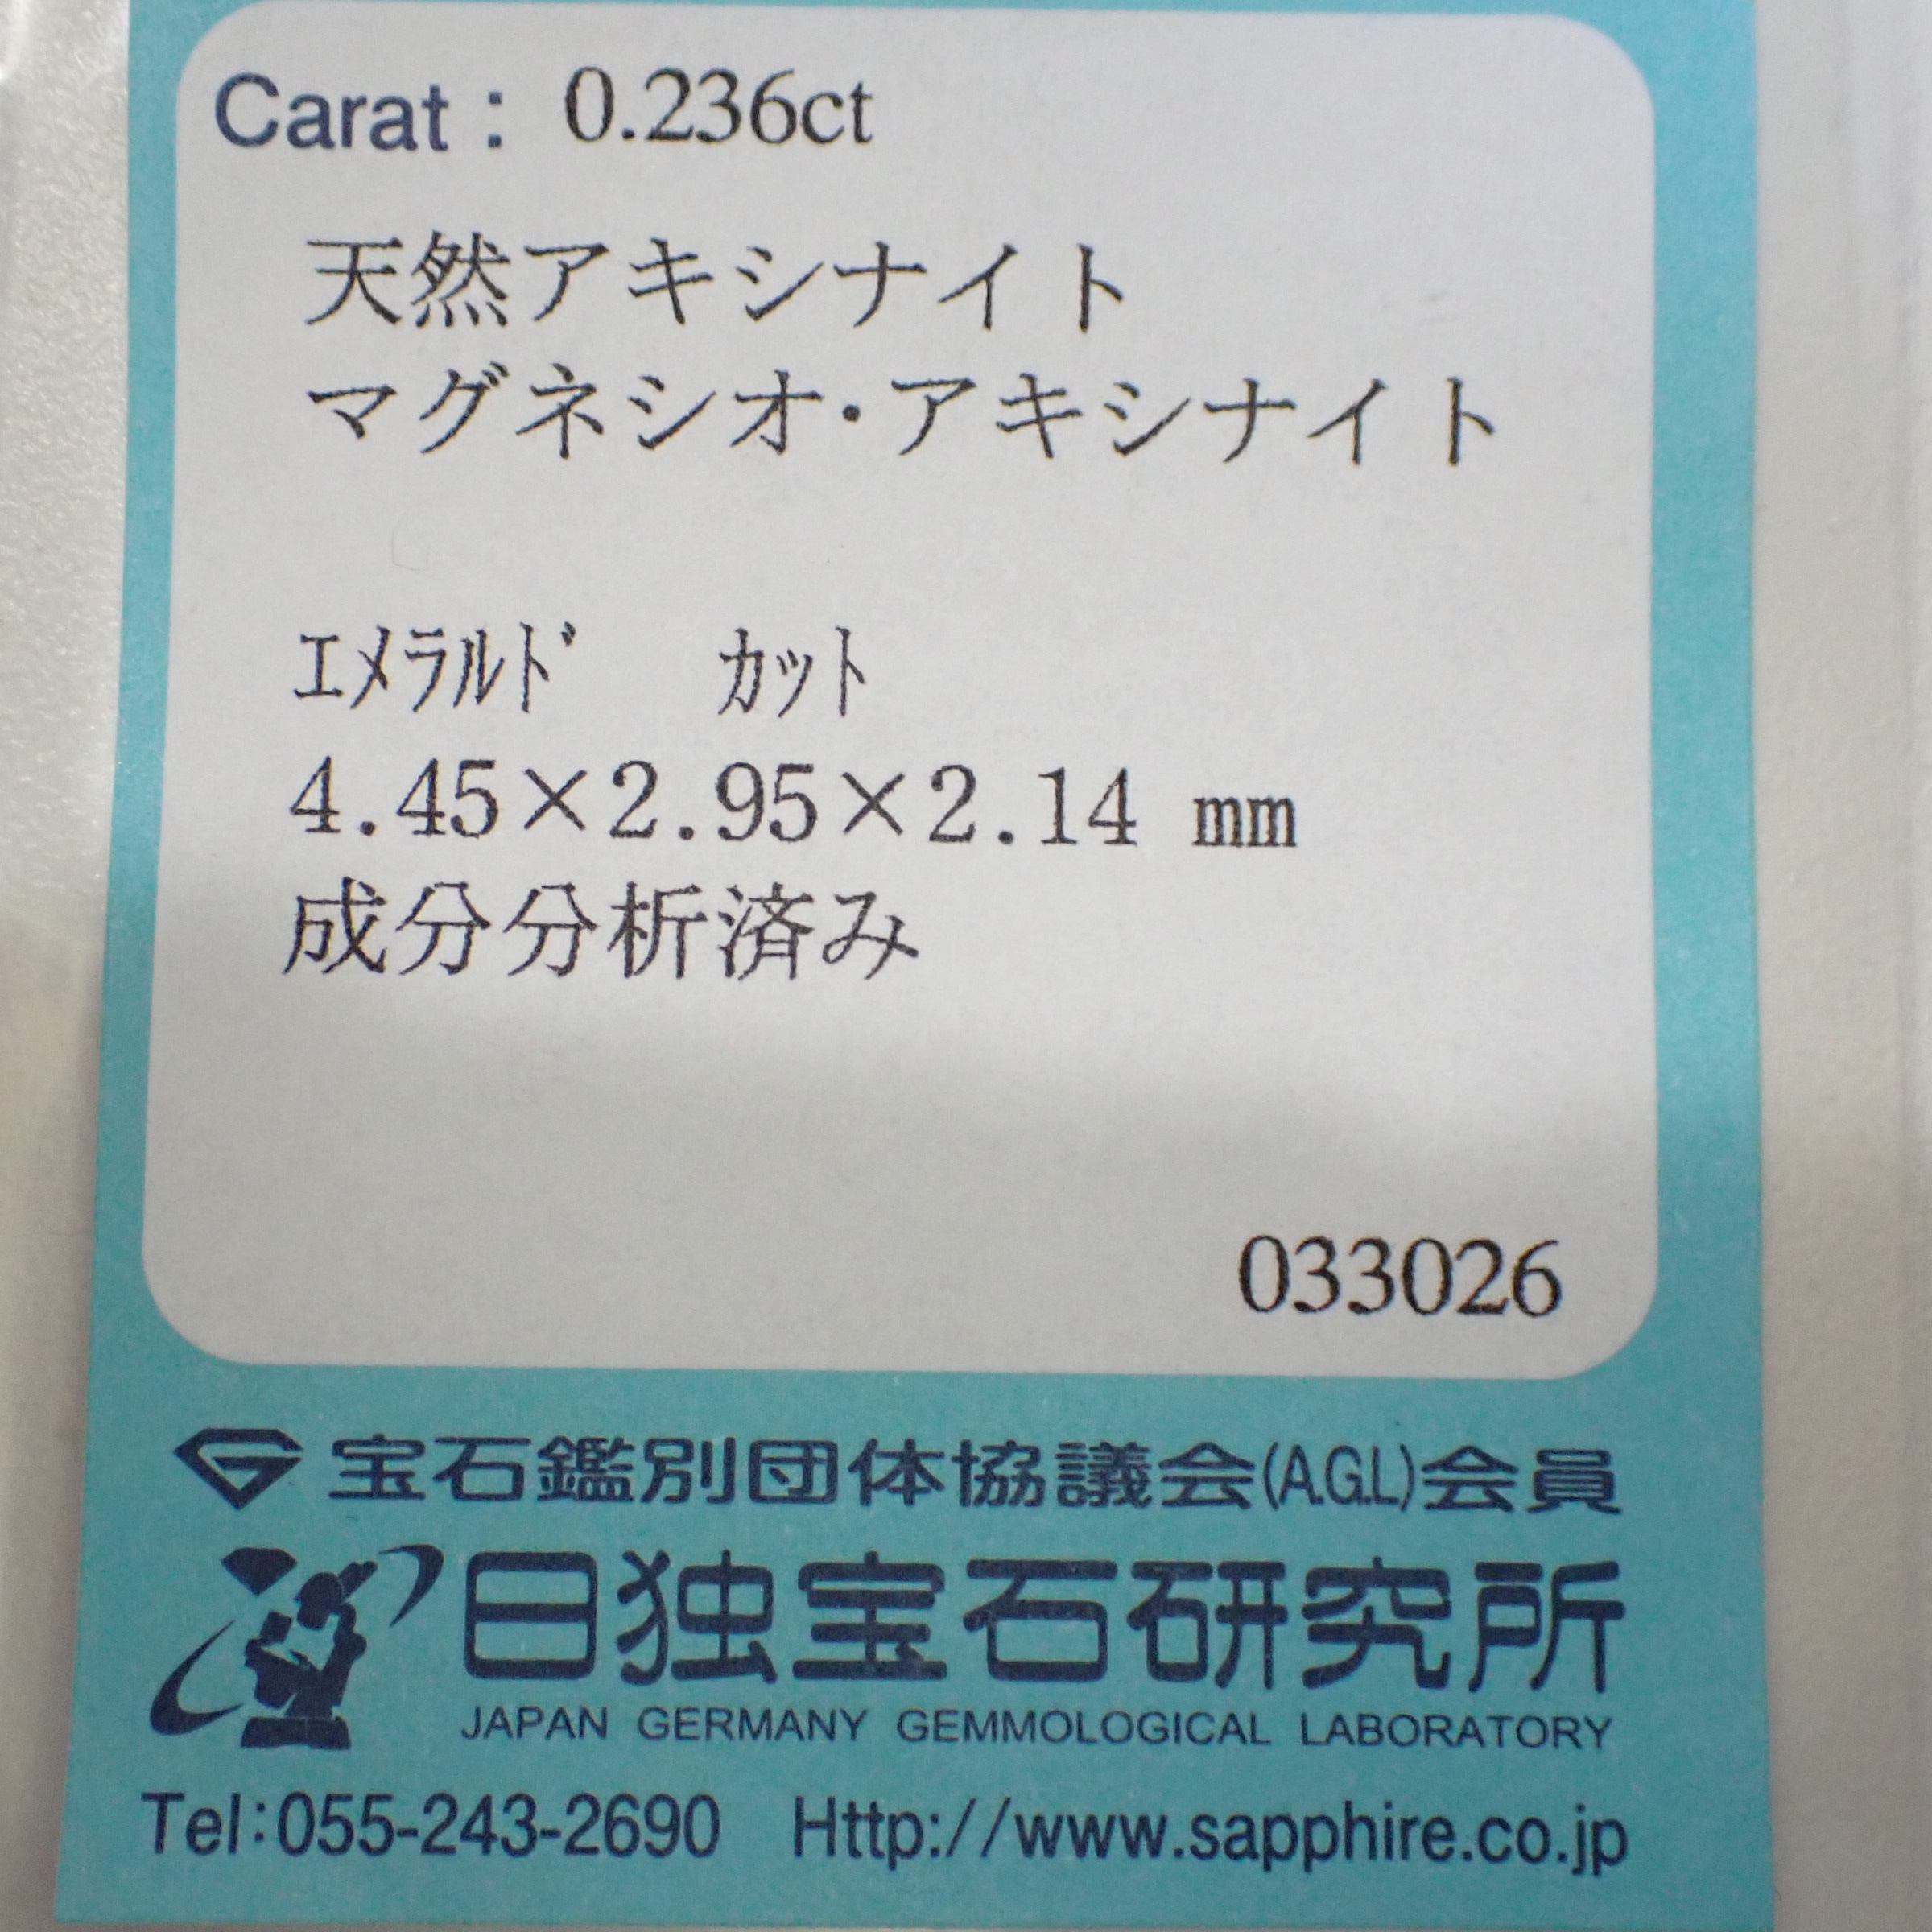 Carat : 0.236ct
天然アキシナイト
マグネシオ・アキシナイト
ｴﾒﾗﾙﾄﾞ ｶｯﾄ
4.45×2.95×2.14 mm
成分分析済み
033026
宝石鑑別団体協議会(A.G.L)会員
日独宝石研究所
JAPAN GERMANY GEMMOLOGICAL LABORATORY
Tel:055-243-2690 Http://www.sapphire.co.jp